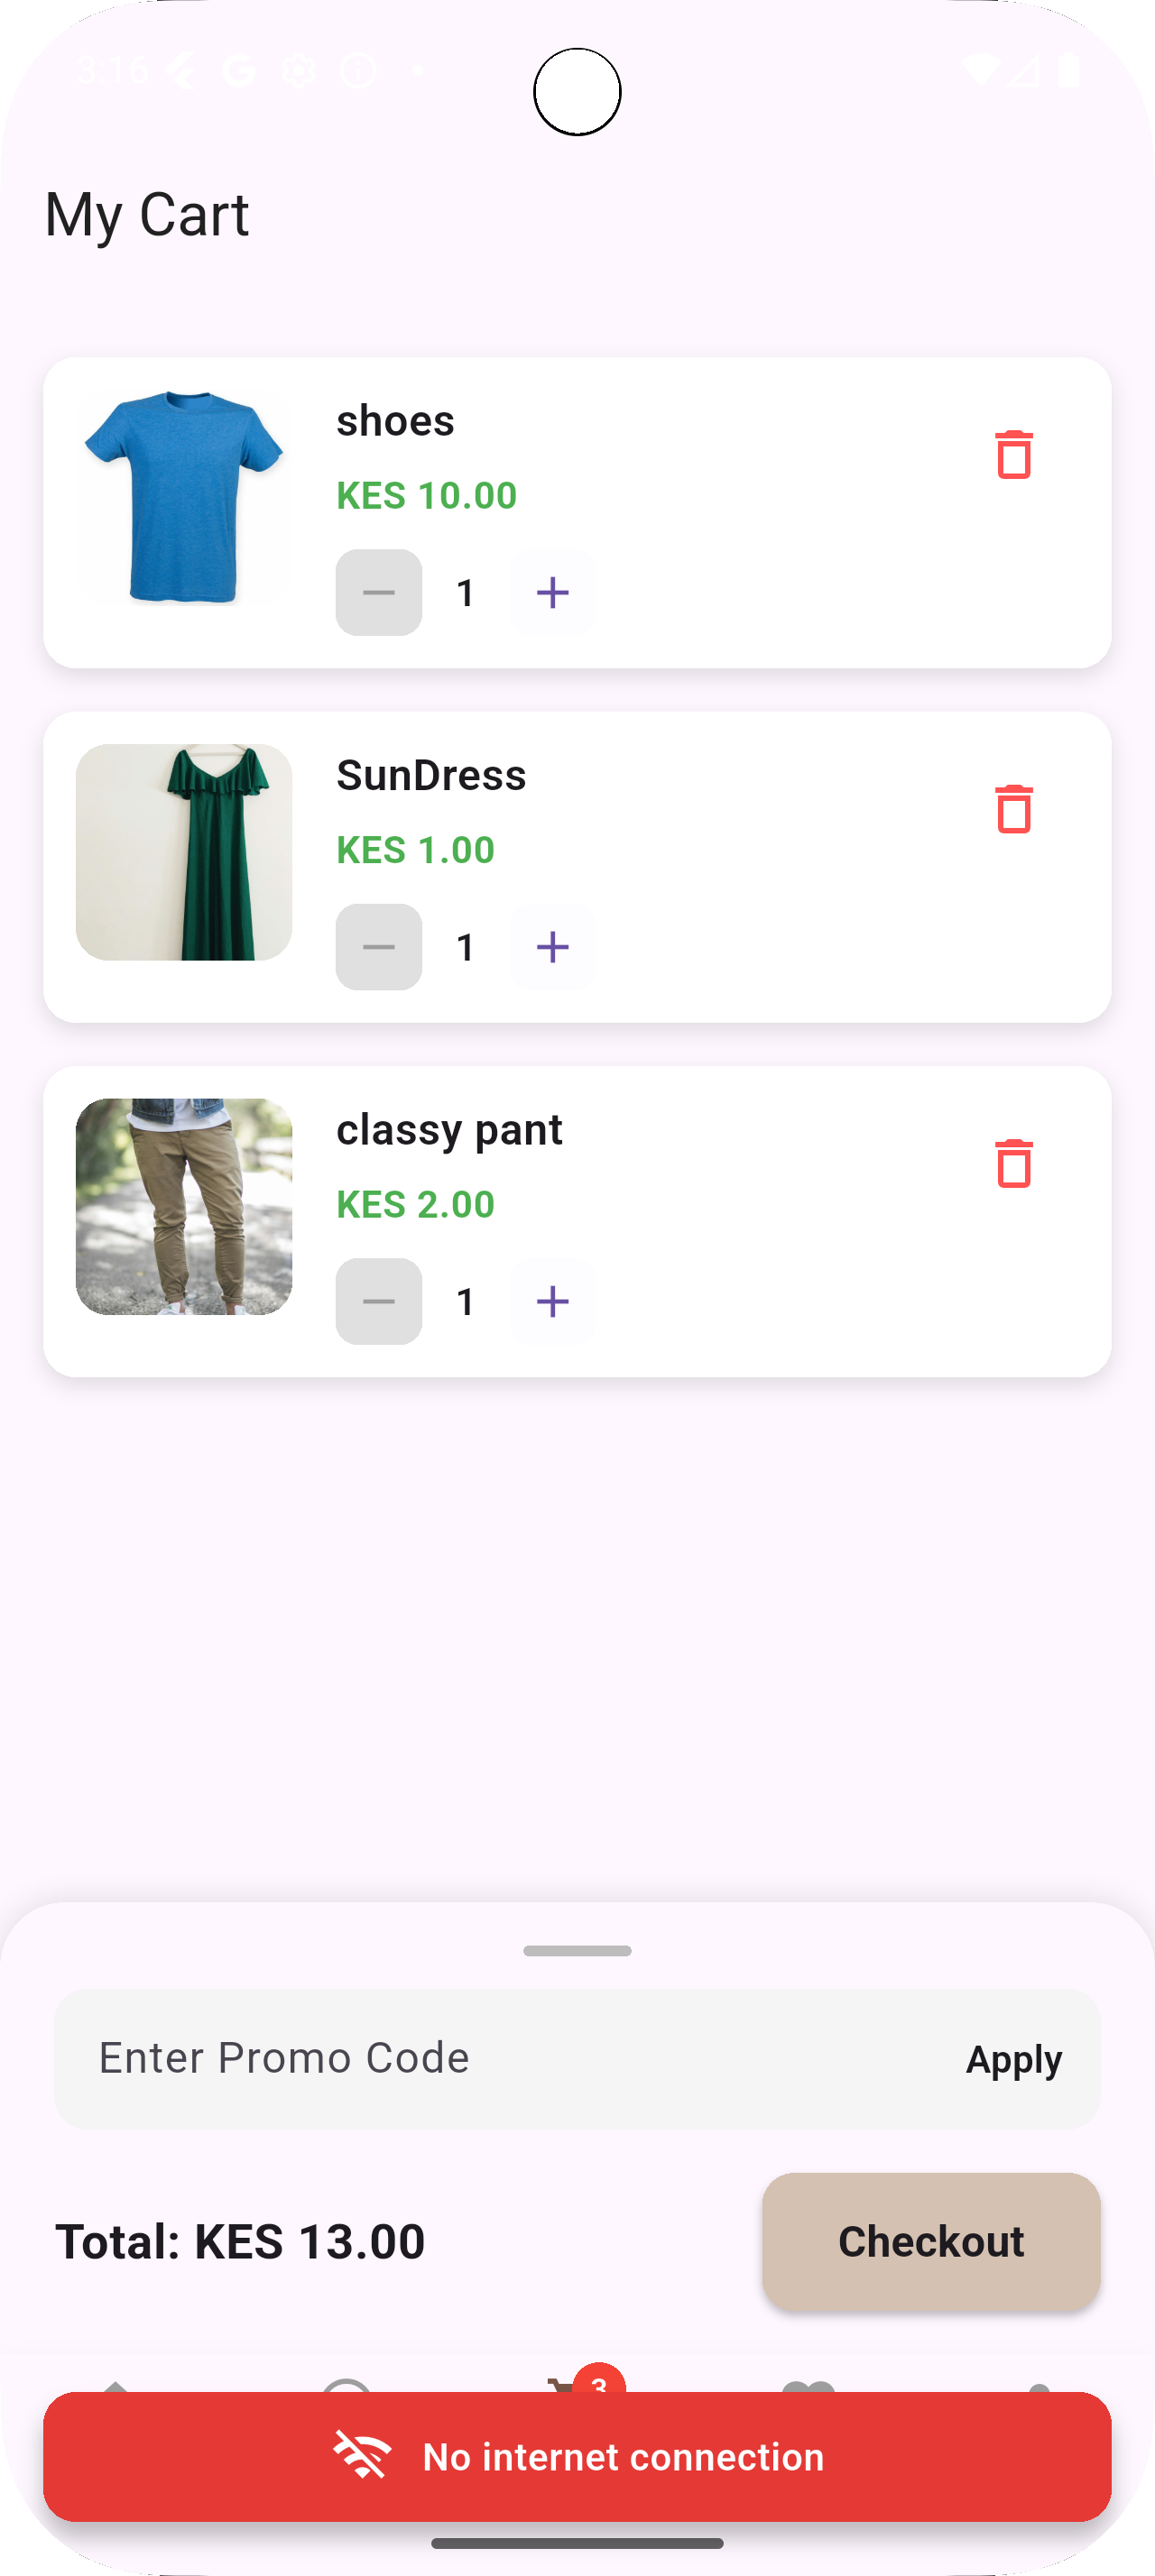 3:16
My Cart
shoes
KES 10.00
1
SunDress
KES 1.00
1
classy pant
KES 2.00
1
Enter Promo Code
Apply
Total: KES 13.00
Checkout
3
No internet connection